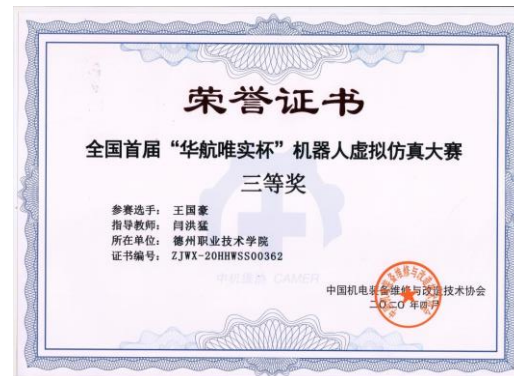 荣誉证书
全国首届“华航唯实杯”机器人虚拟仿真大赛
三等奖
参赛选手： 王国豪
指导教师： 闫洪猛
所在单位： 德州职业技术学院
证书编号： ZJWX-20HHWSS00362
CAMER
中国机电装备维修与改造技术协会
二〇二〇 年四月